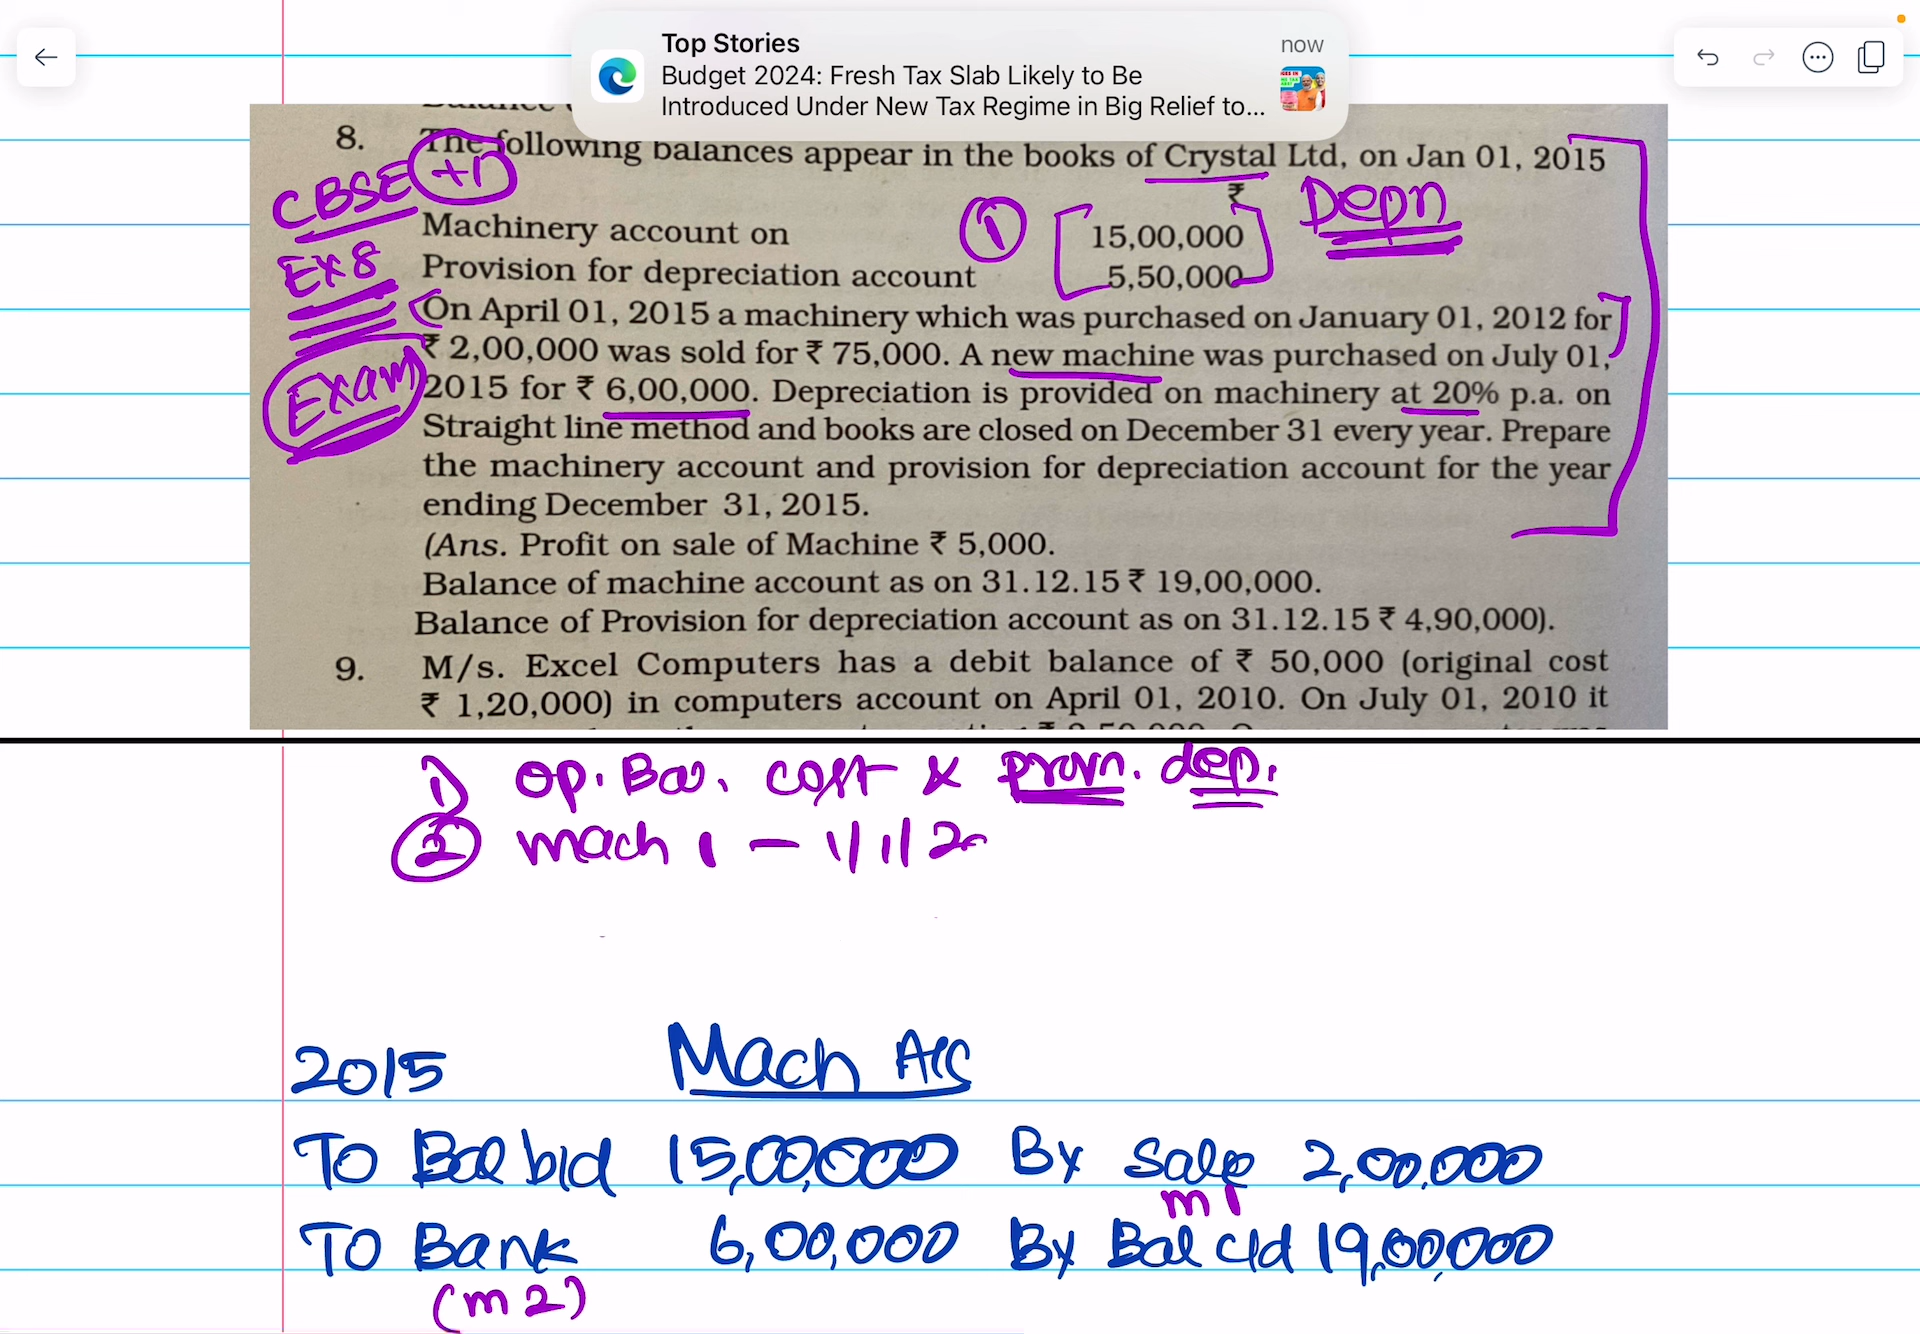 Top Stories
now
Budget 2024: Fresh Tax Slab Likely to Be
Introduced Under New Tax Regime in Big Relief to...
8. The following balances appear in the books of Crystal Ltd, on Jan 01, 2015
CBSE +1
₹
Depn
Machinery account on 1 15,00,000
Ex 8
Provision for depreciation account 5,50,000
On April 01, 2015 a machinery which was purchased on January 01, 2012 for
₹ 2,00,000 was sold for ₹ 75,000. A new machine was purchased on July 01,
Exam
2015 for ₹ 6,00,000. Depreciation is provided on machinery at 20% p.a. on
Straight line method and books are closed on December 31 every year. Prepare
the machinery account and provision for depreciation account for the year
ending December 31, 2015.
(Ans. Profit on sale of Machine ₹ 5,000.
Balance of machine account as on 31.12.15 ₹ 19,00,000.
Balance of Provision for depreciation account as on 31.12.15 ₹ 4,90,000).
9. M/s. Excel Computers has a debit balance of ₹ 50,000 (original cost
₹ 1,20,000) in computers account on April 01, 2010. On July 01, 2010 it
1) op. Bal. cost & provn. dep.
2 mach 1 - 1/1/20
2015 Mach A/c
To Bal b/d 15,00,000 By Sale 2,00,000
m1
To Bank 6,00,000 By Bal c/d 19,00,000
(m2)